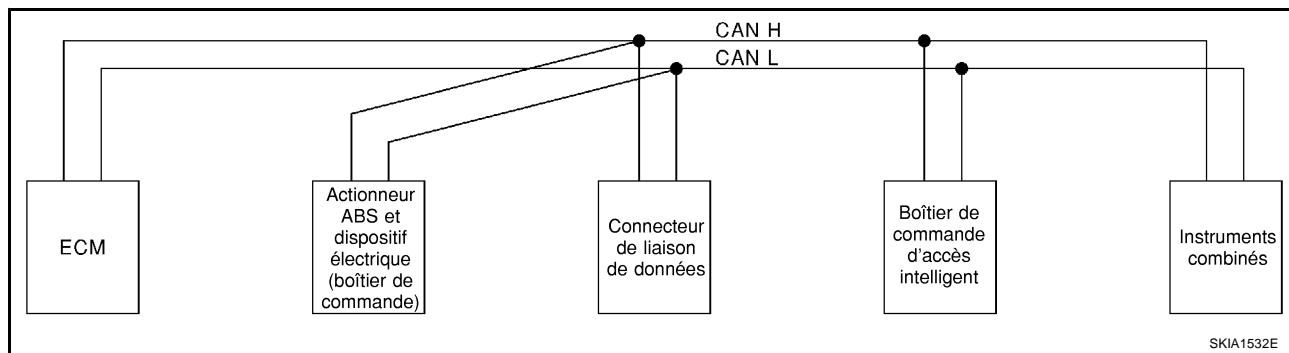 CAN H
CAN L
ECM
Actionneur
ABS et
dispositif
électrique
(boîtier de
commande)
Connecteur
de liaison
de données
Boîtier de
commande
d'accès
intelligent
Instruments
combinés
SKIA1532E